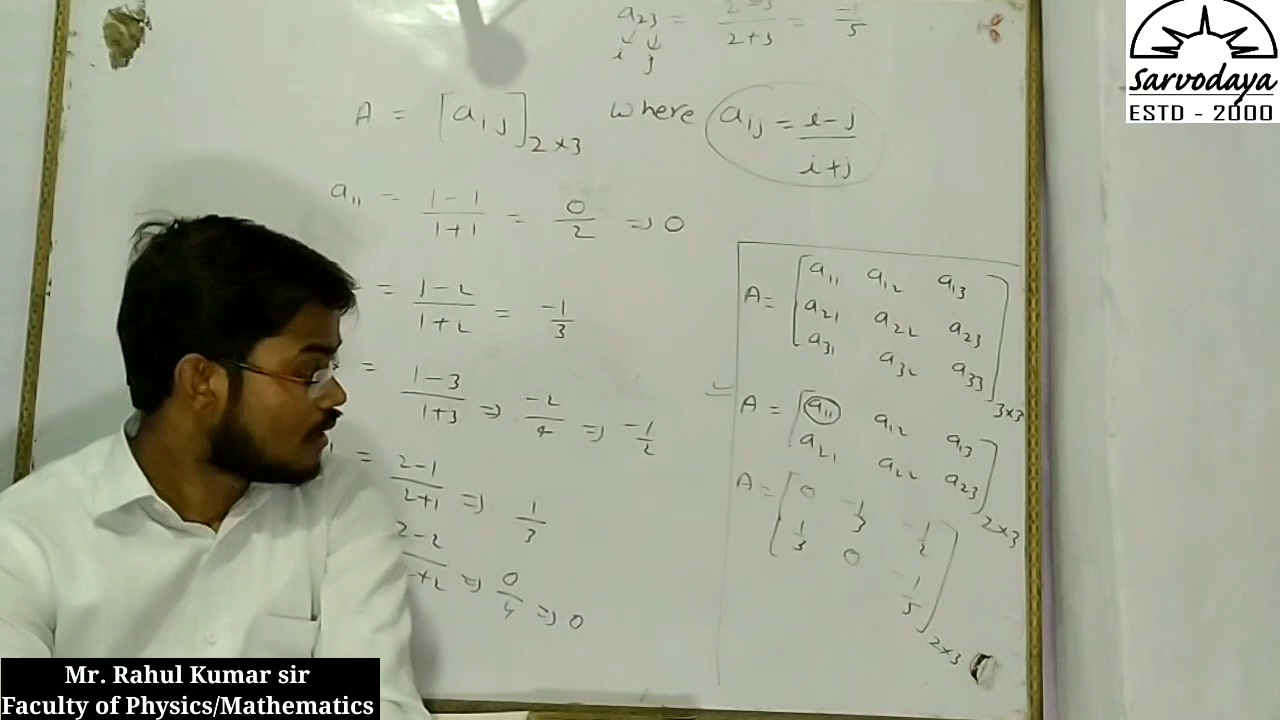 a23 = 2-3/2+3 = -1/5
i j
A = [aij]2×3 where aij = i-j/i+j
a11 = 1-1/1+1 = 0/2 => 0
= 1-2/1+2 = -1/3
= 1-3/1+3 => -2/4 => -1/2
= 2-1/2+1 => 1/3
2-2/+2 => 0/4 => 0
A = [a11 a12 a13
a21 a22 a23
a31 a32 a33]3×3
= A = [a11 a12 a13
a21 a22 a23]2×3
A = [0 -1/3 -1/2
1/3 0 -1/5]2×3
Sarvodaya
ESTD - 2000
Mr. Rahul Kumar sir
Faculty of Physics/Mathematics